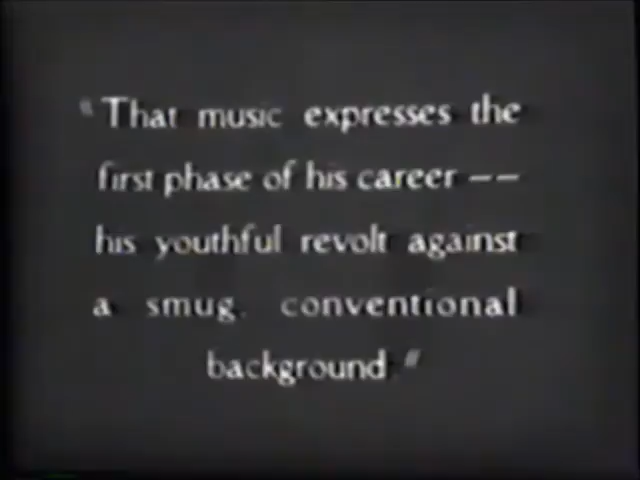 "That music expresses the
first phase of his career --
his youthful revolt against
a smug, conventional
background."